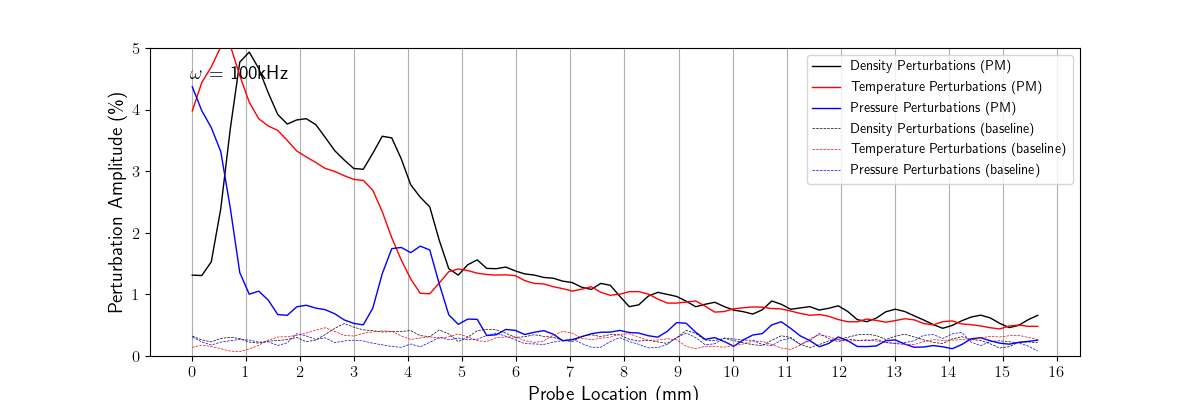 5
4
3
2
1
0
Perturbation Amplitude (%)
ω = 100kHz
Density Perturbations (PM)
Temperature Perturbations (PM)
Pressure Perturbations (PM)
Density Perturbations (baseline)
Temperature Perturbations (baseline)
Pressure Perturbations (baseline)
0 1 2 3 4 5 6 7 8 9 10 11 12 13 14 15 16
Probe Location (mm)